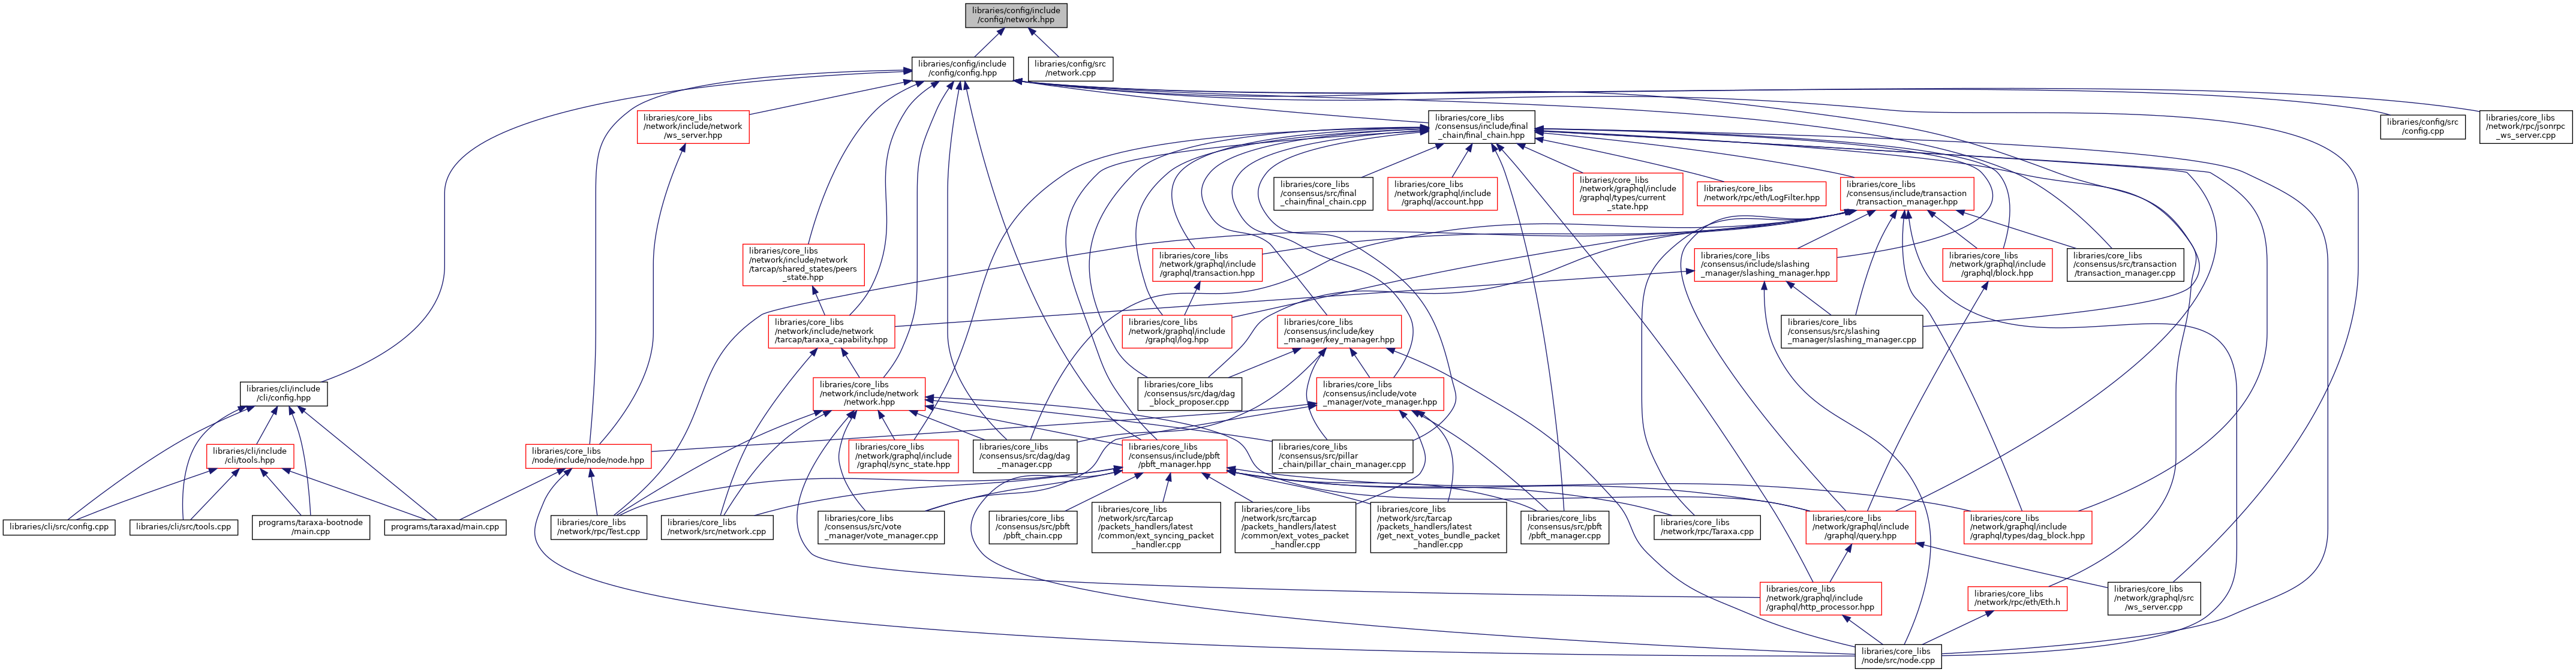 libraries/config/include
/config/network.hpp
libraries/config/include
/config/config.hpp
libraries/config/src
/network.cpp
libraries/core_libs
/network/include/network
/ws_server.hpp
libraries/core_libs
/consensus/include/final
_chain/final_chain.hpp
libraries/config/src
/config.cpp
libraries/core_libs
/network/rpc/jsonrpc
_ws_server.cpp
libraries/core_libs
/consensus/src/final
_chain/final_chain.cpp
libraries/core_libs
/network/graphql/include
/graphql/account.hpp
libraries/core_libs
/network/graphql/include
/graphql/types/current
_state.hpp
libraries/core_libs
/network/rpc/eth/LogFilter.hpp
libraries/core_libs
/consensus/include/transaction
/transaction_manager.hpp
libraries/core_libs
/network/include/network
/tarcap/shared_states/peers
_state.hpp
libraries/core_libs
/network/graphql/include
/graphql/transaction.hpp
libraries/core_libs
/consensus/include/slashing
_manager/slashing_manager.hpp
libraries/core_libs
/network/graphql/include
/graphql/block.hpp
libraries/core_libs
/consensus/src/transaction
/transaction_manager.cpp
libraries/core_libs
/network/include/network
/tarcap/taraxa_capability.hpp
libraries/core_libs
/network/graphql/include
/graphql/log.hpp
libraries/core_libs
/consensus/include/key
_manager/key_manager.hpp
libraries/core_libs
/consensus/src/slashing
_manager/slashing_manager.cpp
libraries/cli/include
/cli/config.hpp
libraries/core_libs
/network/include/network
/network.hpp
libraries/core_libs
/consensus/src/dag/dag
_block_proposer.cpp
libraries/core_libs
/consensus/include/vote
_manager/vote_manager.hpp
libraries/cli/include
/cli/tools.hpp
libraries/core_libs
/node/include/node/node.hpp
libraries/core_libs
/network/graphql/include
/graphql/sync_state.hpp
libraries/core_libs
/consensus/src/dag/dag
_manager.cpp
libraries/core_libs
/consensus/include/pbft
/pbft_manager.hpp
libraries/core_libs
/consensus/src/pillar
_chain/pillar_chain_manager.cpp
libraries/cli/src/config.cpp
libraries/cli/src/tools.cpp
programs/taraxa-bootnode
/main.cpp
programs/taraxad/main.cpp
libraries/core_libs
/network/rpc/Test.cpp
libraries/core_libs
/network/src/network.cpp
libraries/core_libs
/consensus/src/vote
_manager/vote_manager.cpp
libraries/core_libs
/consensus/src/pbft
/pbft_chain.cpp
libraries/core_libs
/network/src/tarcap
/packets_handlers/latest
/common/ext_syncing_packet
_handler.cpp
libraries/core_libs
/network/src/tarcap
/packets_handlers/latest
/common/ext_votes_packet
_handler.cpp
libraries/core_libs
/network/src/tarcap
/packets_handlers/latest
/get_next_votes_bundle_packet
_handler.cpp
libraries/core_libs
/consensus/src/pbft
/pbft_manager.cpp
libraries/core_libs
/network/rpc/Taraxa.cpp
libraries/core_libs
/network/graphql/include
/graphql/query.hpp
libraries/core_libs
/network/graphql/include
/graphql/types/dag_block.hpp
libraries/core_libs
/network/graphql/include
/graphql/http_processor.hpp
libraries/core_libs
/network/rpc/eth/Eth.h
libraries/core_libs
/network/graphql/src
/ws_server.cpp
libraries/core_libs
/node/src/node.cpp